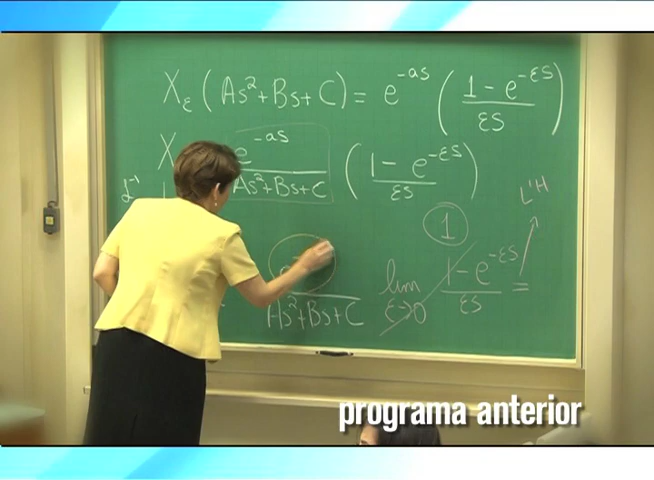 X_ε (As² + Bs + C) = e^{-as} ( (1 - e^{-εs}) / εs )
X e^{-as} / (As² + Bs + C) ( (1 - e^{-εs}) / εs )
L⁻¹
1
L'H
lim_{ε→0} (1 - e^{-εs}) / εs =
As² + Bs + C
programa anterior